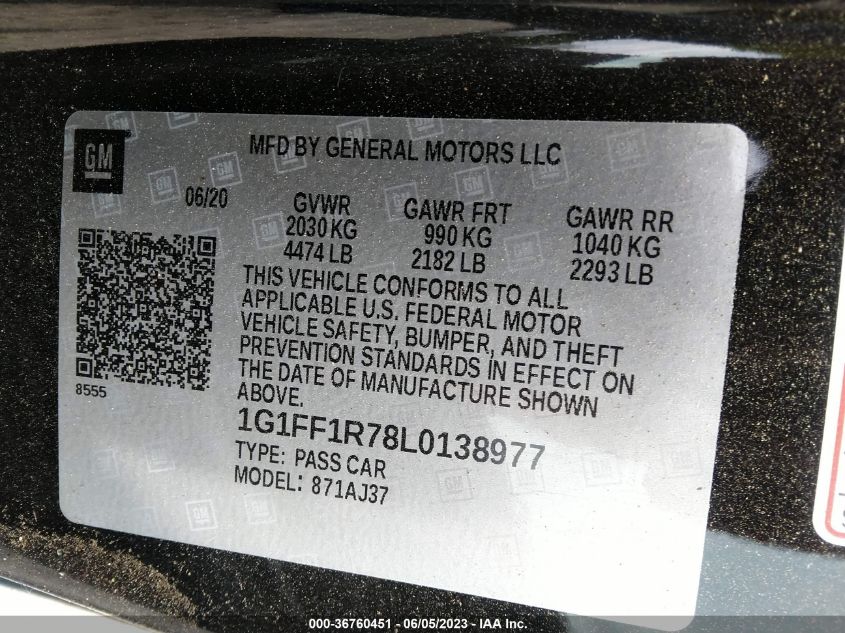 GM
MFD BY GENERAL MOTORS LLC
06/20
GVWR
2030 KG
4474 LB
GAWR FRT
990 KG
2182 LB
GAWR RR
1040 KG
2293 LB
THIS VEHICLE CONFORMS TO ALL
APPLICABLE U.S. FEDERAL MOTOR
VEHICLE SAFETY, BUMPER, AND THEFT
PREVENTION STANDARDS IN EFFECT ON
THE DATE OF MANUFACTURE SHOWN
ABOVE.
8555
1G1FF1R78L0138977
TYPE: PASS CAR
MODEL: 871AJ37
000-36760451 - 06/05/2023 - IAA Inc.